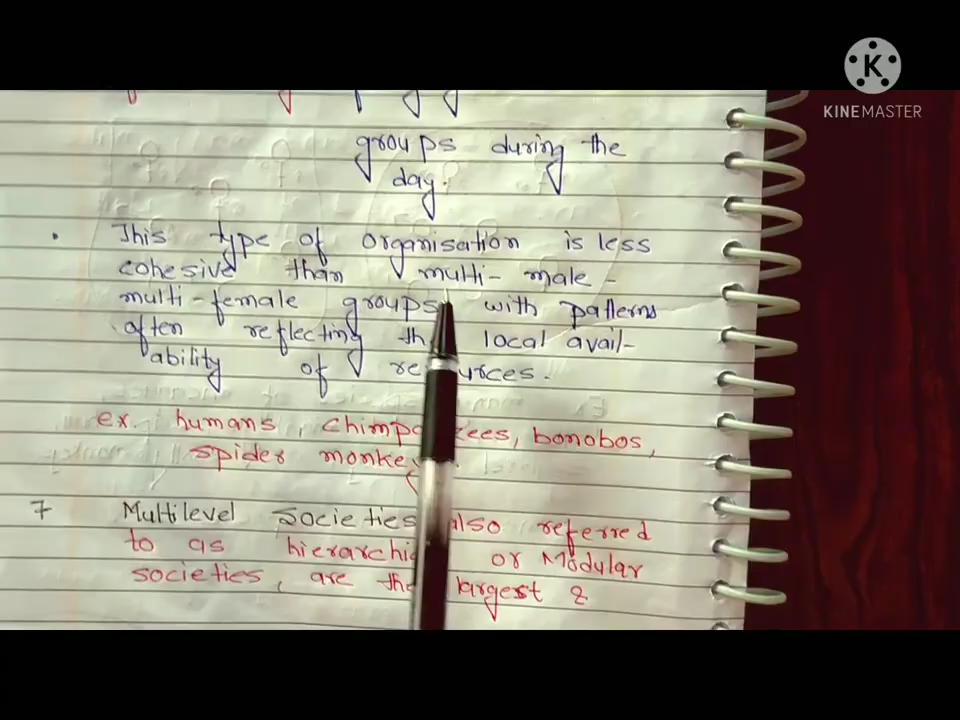 KINEMASTER
groups during the
day.
This type of organisation is less
cohesive than multi-male-
multi-female groups with patterns
often reflecting the local avail-
ability of resources.
ex. humans, chimpanzees, bonobos,
spider monkeys.
7 Multilevel societies also referred
to as or Modular
societies, are the largest &